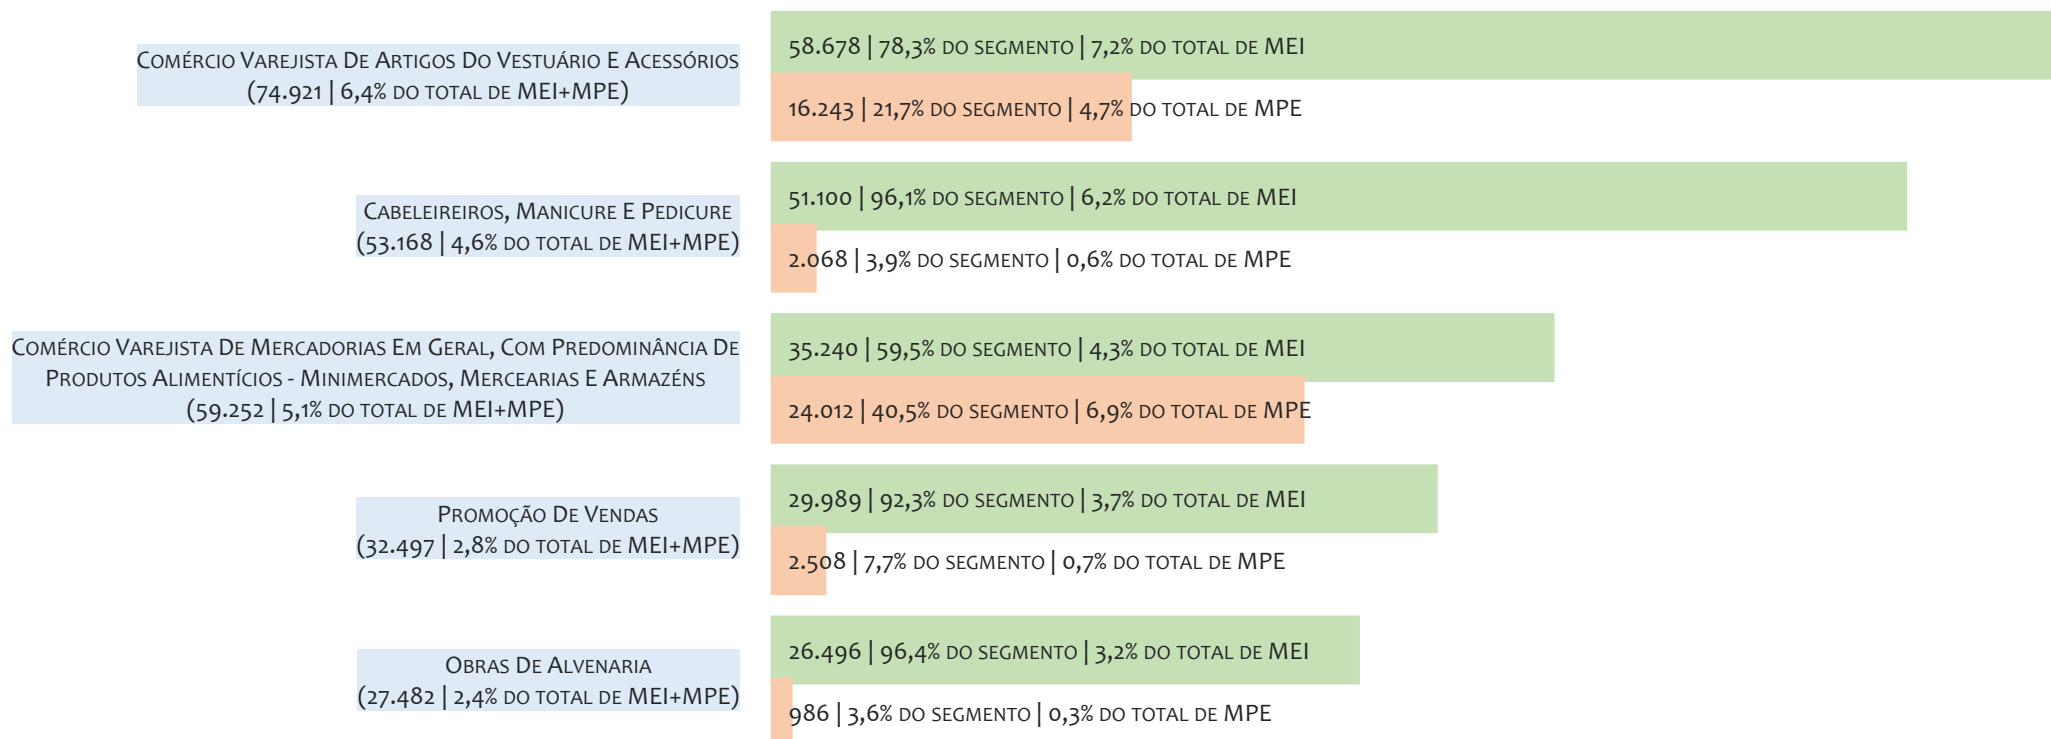 Comércio Varejista De Artigos Do Vestuário E Acessórios
(74.921 | 6,4% do total de MEI+MPE)
58.678 | 78,3% do segmento | 7,2% do total de MEI
16.243 | 21,7% do segmento | 4,7% do total de MPE
Cabeleireiros, Manicure E Pedicure
(53.168 | 4,6% do total de MEI+MPE)
51.100 | 96,1% do segmento | 6,2% do total de MEI
2.068 | 3,9% do segmento | 0,6% do total de MPE
Comércio Varejista De Mercadorias Em Geral, Com Predominância De
Produtos Alimentícios - Minimercados, Mercearias E Armazéns
(59.252 | 5,1% do total de MEI+MPE)
35.240 | 59,5% do segmento | 4,3% do total de MEI
24.012 | 40,5% do segmento | 6,9% do total de MPE
Promoção De Vendas
(32.497 | 2,8% do total de MEI+MPE)
29.989 | 92,3% do segmento | 3,7% do total de MEI
2.508 | 7,7% do segmento | 0,7% do total de MPE
Obras De Alvenaria
(27.482 | 2,4% do total de MEI+MPE)
26.496 | 96,4% do segmento | 3,2% do total de MEI
986 | 3,6% do segmento | 0,3% do total de MPE